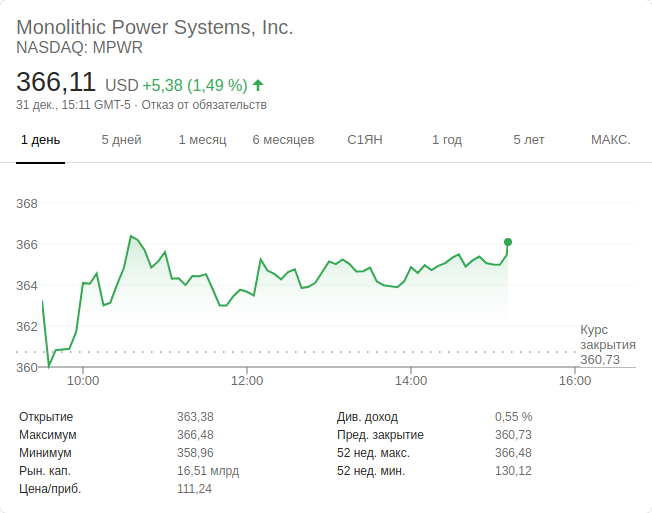 Monolithic Power Systems, Inc.
NASDAQ: MPWR
366,11 USD +5,38 (1,49 %)
31 дек., 15:11 GMT-5 · Отказ от обязательств
1 день 5 дней 1 месяц 6 месяцев С1ЯН 1 год 5 лет МАКС.
368
366
364
362
Курс
закрытия
360,73
360
10:00 12:00 14:00 16:00
Открытие 363,38 Див. доход 0,55 %
Максимум 366,48 Пред. закрытие 360,73
Минимум 358,96 52 нед. макс. 366,48
Рын. кап. 16,51 млрд 52 нед. мин. 130,12
Цена/приб. 111,24